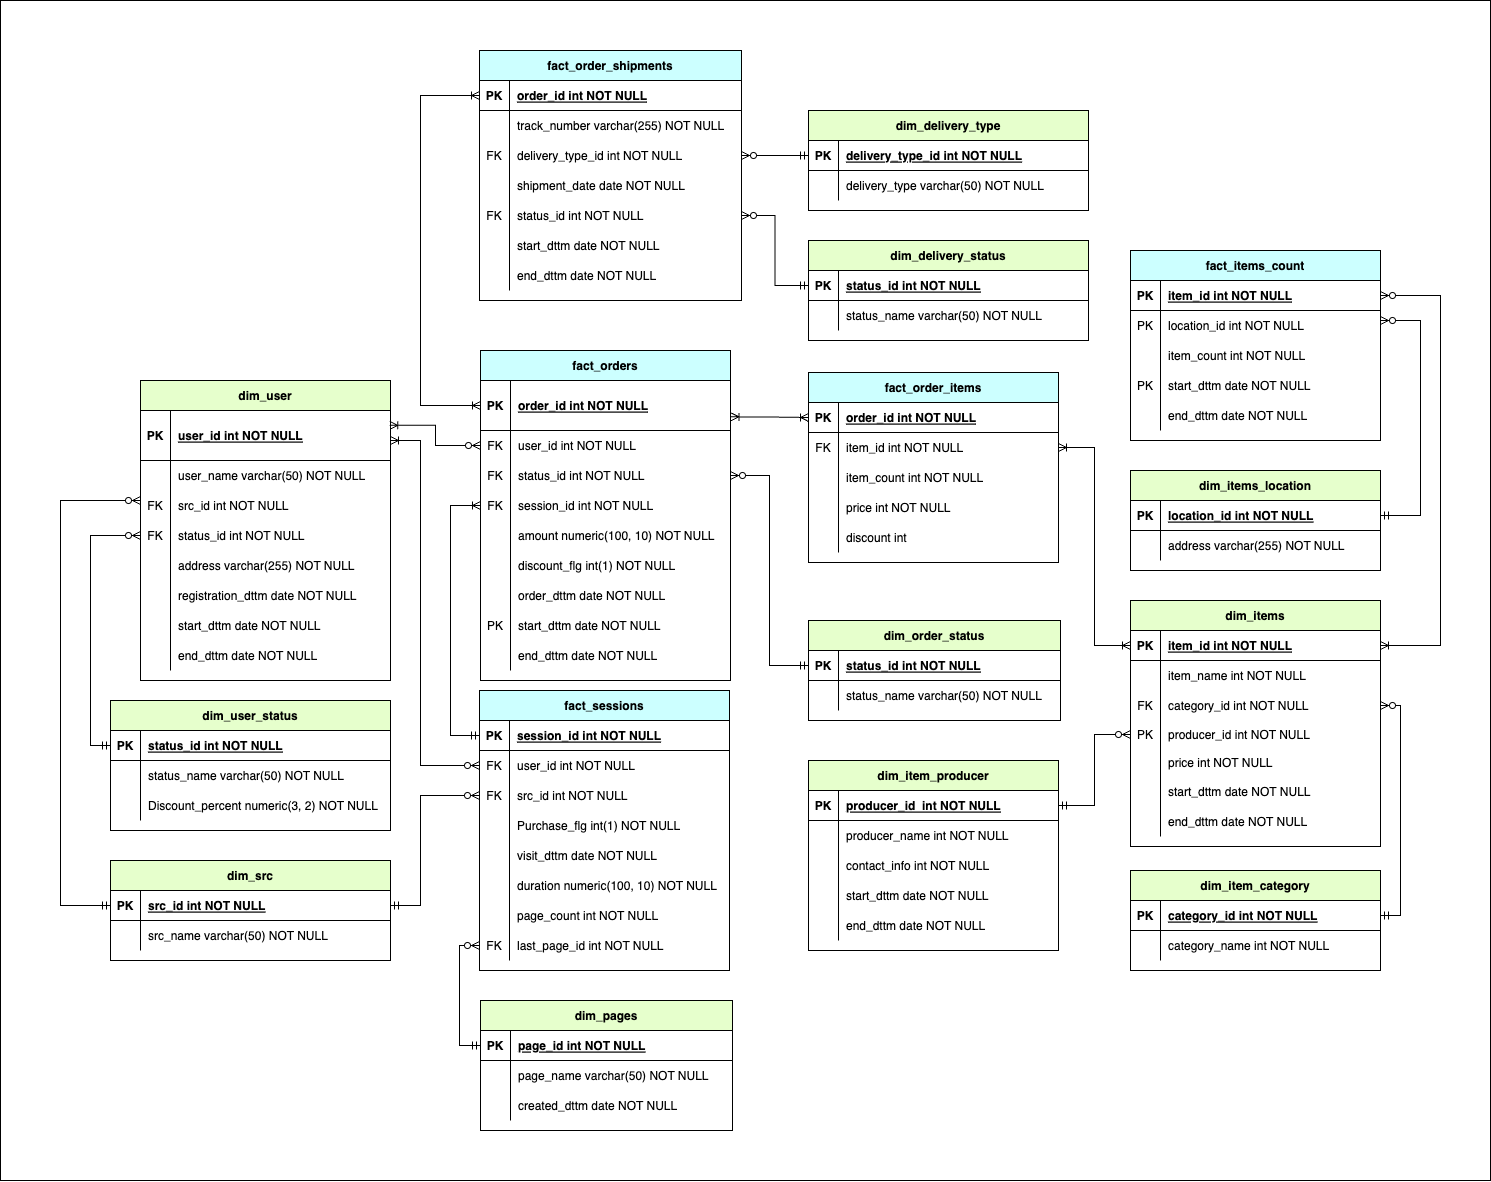 fact_order_shipments
PK order_id int NOT NULL
track_number varchar(255) NOT NULL
FK delivery_type_id int NOT NULL
shipment_date date NOT NULL
FK status_id int NOT NULL
start_dttm date NOT NULL
end_dttm date NOT NULL
dim_delivery_type
PK delivery_type_id int NOT NULL
delivery_type varchar(50) NOT NULL
dim_delivery_status
PK status_id int NOT NULL
status_name varchar(50) NOT NULL
fact_items_count
PK item_id int NOT NULL
PK location_id int NOT NULL
item_count int NOT NULL
PK start_dttm date NOT NULL
end_dttm date NOT NULL
dim_user
PK user_id int NOT NULL
user_name varchar(50) NOT NULL
FK src_id int NOT NULL
FK status_id int NOT NULL
address varchar(255) NOT NULL
registration_dttm date NOT NULL
start_dttm date NOT NULL
end_dttm date NOT NULL
fact_orders
PK order_id int NOT NULL
FK user_id int NOT NULL
FK status_id int NOT NULL
FK session_id int NOT NULL
amount numeric(100, 10) NOT NULL
discount_flg int(1) NOT NULL
order_dttm date NOT NULL
PK start_dttm date NOT NULL
end_dttm date NOT NULL
fact_order_items
PK order_id int NOT NULL
FK item_id int NOT NULL
item_count int NOT NULL
price int NOT NULL
discount int
dim_items_location
PK location_id int NOT NULL
address varchar(255) NOT NULL
dim_items
PK item_id int NOT NULL
item_name int NOT NULL
FK category_id int NOT NULL
PK producer_id int NOT NULL
price int NOT NULL
start_dttm date NOT NULL
end_dttm date NOT NULL
dim_order_status
PK status_id int NOT NULL
status_name varchar(50) NOT NULL
dim_user_status
PK status_id int NOT NULL
status_name varchar(50) NOT NULL
Discount_percent numeric(3, 2) NOT NULL
fact_sessions
PK session_id int NOT NULL
FK user_id int NOT NULL
FK src_id int NOT NULL
Purchase_flg int(1) NOT NULL
visit_dttm date NOT NULL
duration numeric(100, 10) NOT NULL
page_count int NOT NULL
FK last_page_id int NOT NULL
dim_item_producer
PK producer_id int NOT NULL
producer_name int NOT NULL
contact_info int NOT NULL
start_dttm date NOT NULL
end_dttm date NOT NULL
dim_src
PK src_id int NOT NULL
src_name varchar(50) NOT NULL
dim_item_category
PK category_id int NOT NULL
category_name int NOT NULL
dim_pages
PK page_id int NOT NULL
page_name varchar(50) NOT NULL
created_dttm date NOT NULL